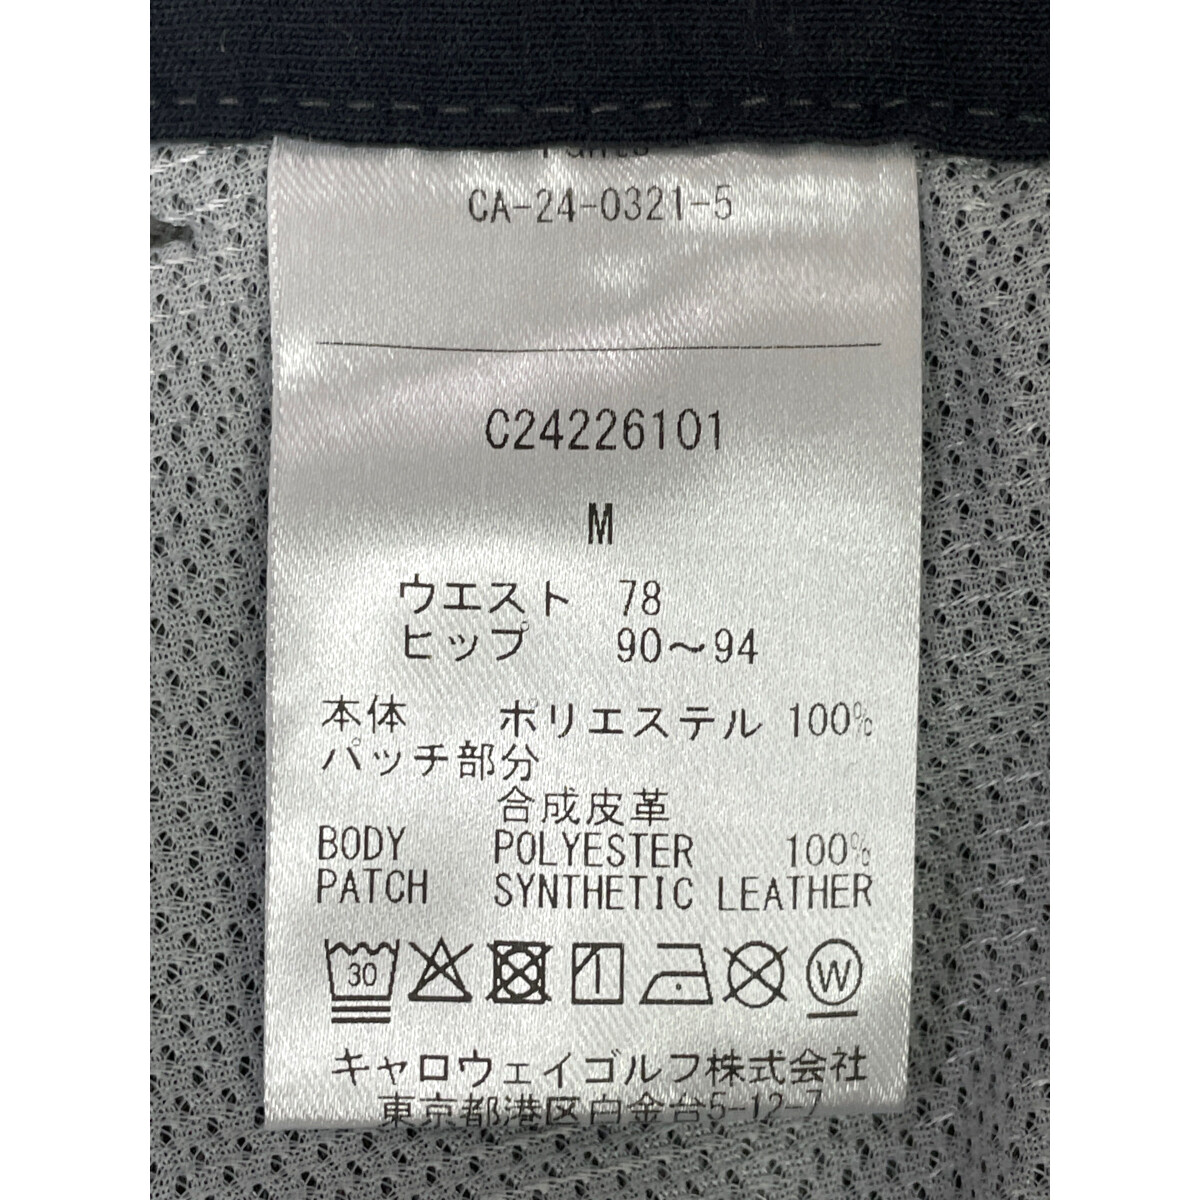 Pants
CA-24-0321-5
C24226101
M
ウエスト 78
ヒップ 90～94
本体 ポリエステル 100%
パッチ部分
合成皮革
BODY POLYESTER 100%
PATCH SYNTHETIC LEATHER
30 W
キャロウェイゴルフ株式会社
東京都港区白金台5-12-7